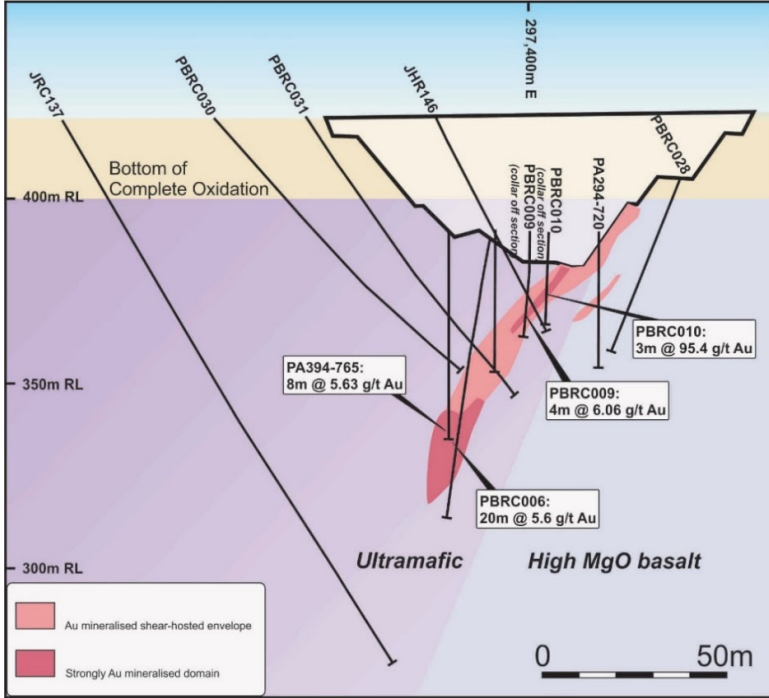 297,400m E
JRC137
PBRC030
PBRC031
JHR146
PBRC028
Bottom of
Complete Oxidation
400m RL
PBRC009
(collar off section)
PBRC010
(collar off section)
PA294-720
PBRC010:
3m @ 95.4 g/t Au
350m RL
PA394-765:
8m @ 5.63 g/t Au
PBRC009:
4m @ 6.06 g/t Au
PBRC006:
20m @ 5.6 g/t Au
Ultramafic
High MgO basalt
300m RL
Au mineralised shear-hosted envelope
Strongly Au mineralised domain
0
50m